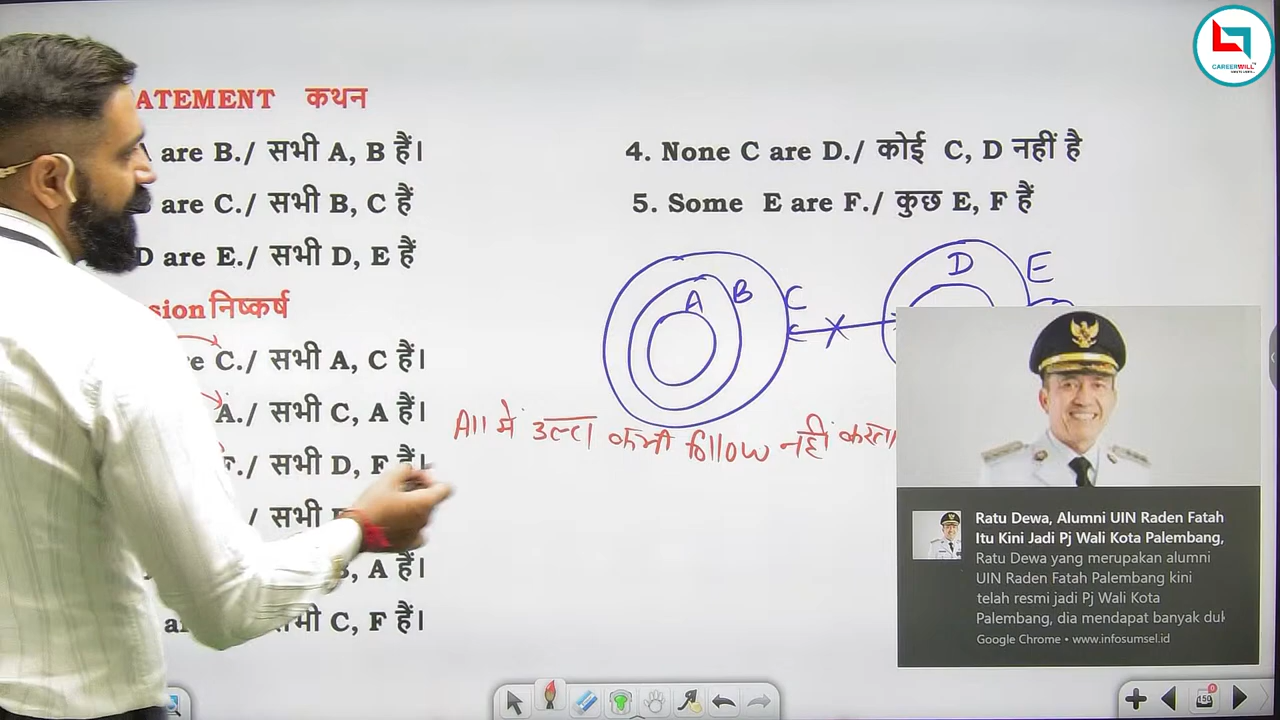 ATEMENT कथन
are B./ सभी A, B हैं।
are C./ सभी B, C हैं
D are E./ सभी D, E हैं
sion निष्कर्ष
C./ सभी A, C हैं।
A./ सभी C, A हैं।
F./ सभी D, F हैं।
/ सभी
B, A हैं।
C, F हैं।
4. None C are D./ कोई C, D नहीं है
5. Some E are F./ कुछ E, F हैं
A B C
C
D E
All में उल्टा कभी follow नहीं करता
CAREERWILL
Ratu Dewa, Alumni UIN Raden Fatah
Itu Kini Jadi Pj Wali Kota Palembang,
Ratu Dewa yang merupakan alumni
UIN Raden Fatah Palembang kini
telah resmi jadi Pj Wali Kota
Palembang, dia mendapat banyak duk
Google Chrome • www.infosumsel.id
150